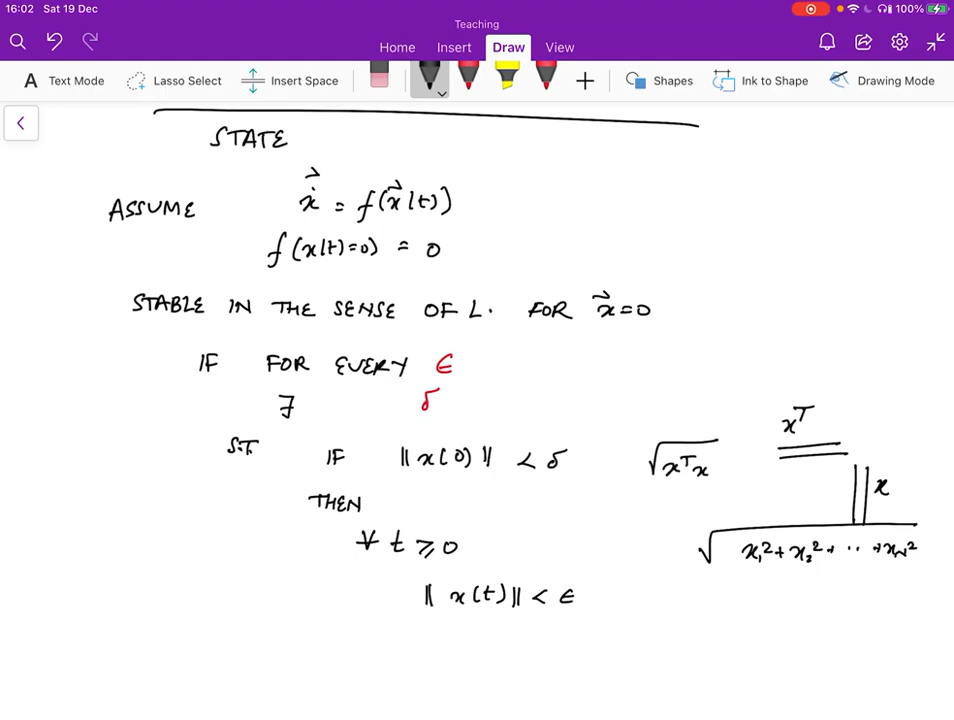 16:02 Sat 19 Dec
100%
Teaching
Home Insert Draw View
A Text Mode Lasso Select Insert Space Shapes Ink to Shape Drawing Mode
STATE
ASSUME ẋ⃗ = f(x⃗(t))
f(x(t)=0) = 0
STABLE IN THE SENSE OF L. FOR x⃗=0
IF FOR EVERY ϵ
∃ δ
S.T. IF ‖x(0)‖ < δ
√xᵀx
xᵀ
x
THEN
∀ t ≥ 0
√x₁²+x₂²+ ·· +xₙ²
‖x(t)‖ < ϵ